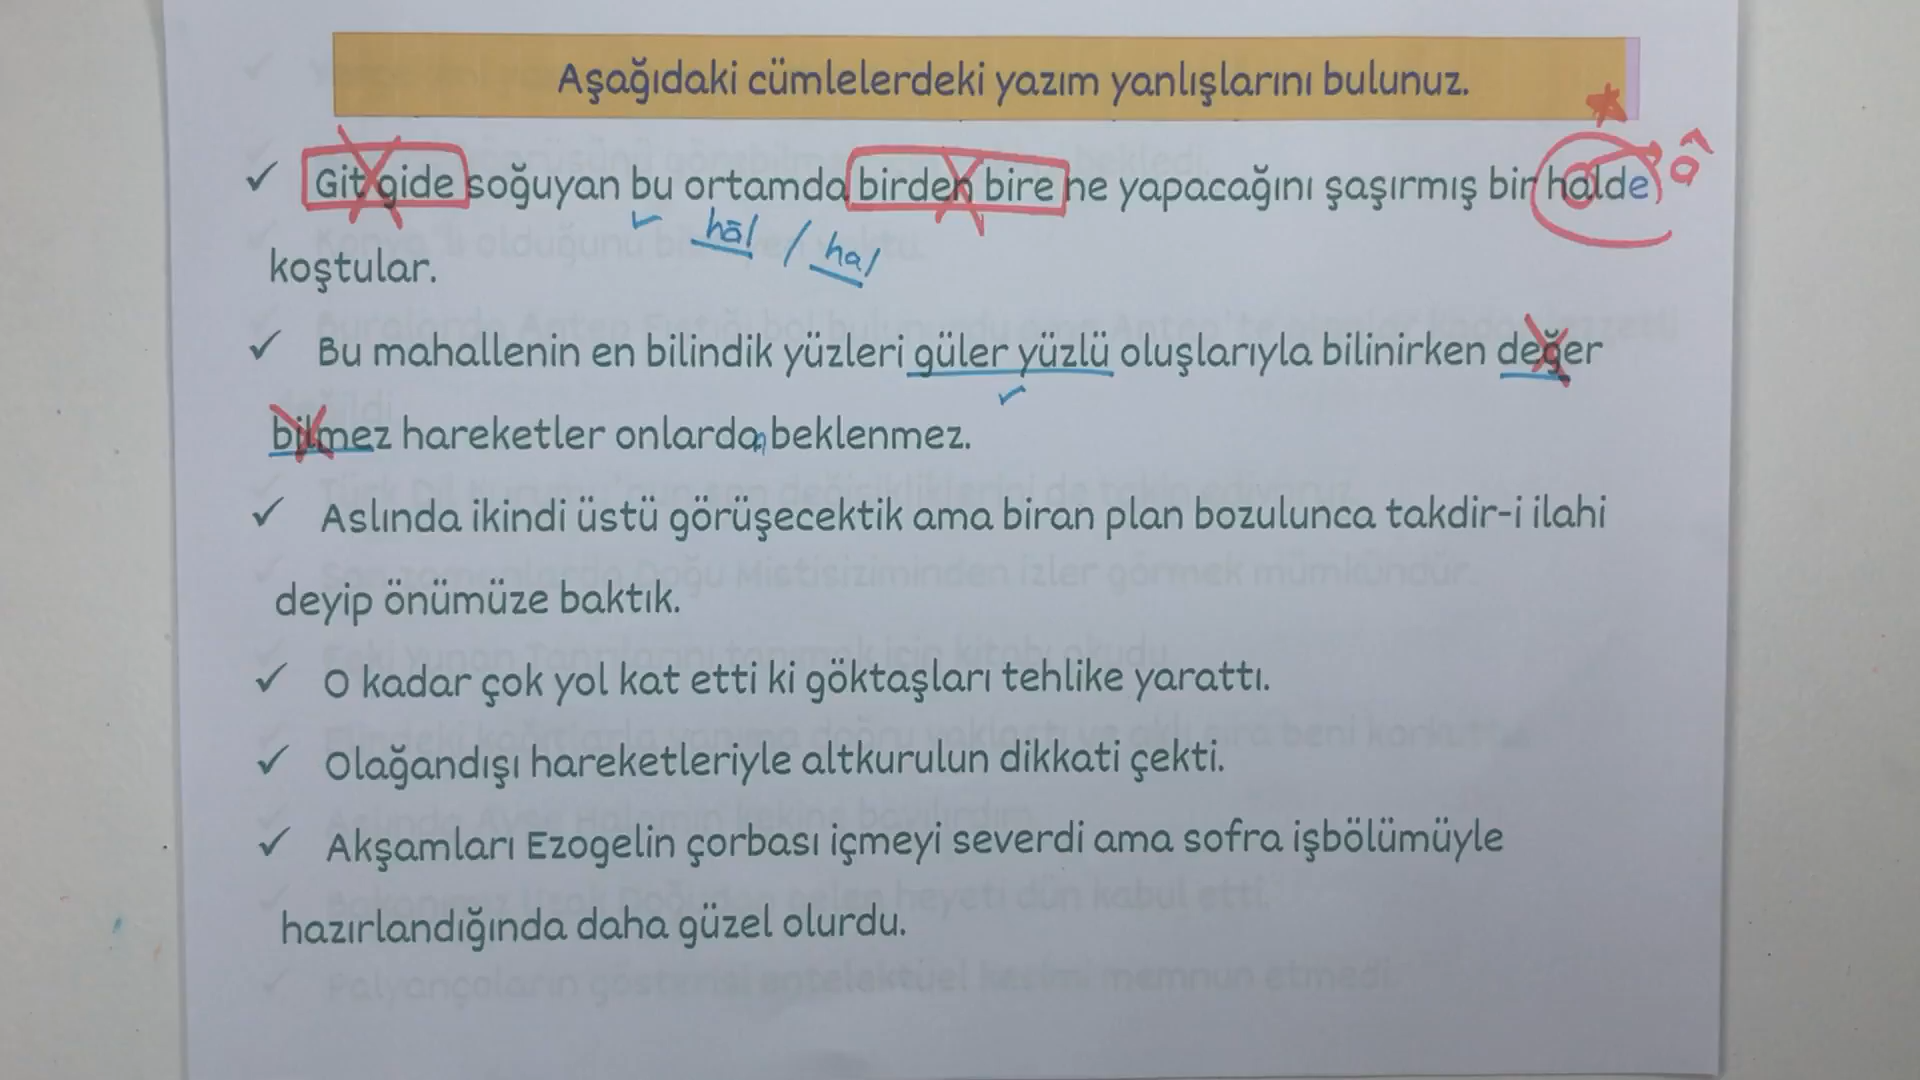 Aşağıdaki cümlelerdeki yazım yanlışlarını bulunuz.
✓ Git gide soğuyan bu ortamda birden bire ne yapacağını şaşırmış bir halde â
hâl / hal
koştular.
✓ Bu mahallenin en bilindik yüzleri güler yüzlü oluşlarıyla bilinirken değer
bilmez hareketler onlardan beklenmez.
✓ Aslında ikindi üstü görüşecektik ama biran plan bozulunca takdir-i ilahi
deyip önümüze baktık.
✓ O kadar çok yol kat etti ki göktaşları tehlike yarattı.
✓ Olağandışı hareketleriyle altkurulun dikkati çekti.
✓ Akşamları Ezogelin çorbası içmeyi severdi ama sofra işbölümüyle
hazırlandığında daha güzel olurdu.